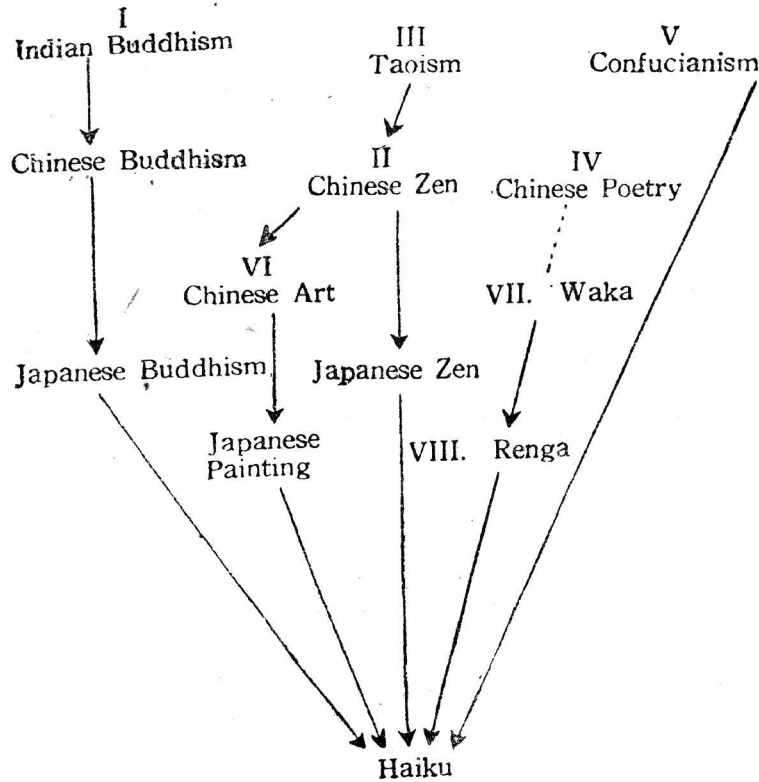 I
Indian Buddhism
III
Taoism
V
Confucianism
Chinese Buddhism
II
Chinese Zen
IV
Chinese Poetry
VI
Chinese Art
VII. Waka
Japanese Buddhism
Japanese Zen
Japanese
Painting
VIII. Renga
Haiku